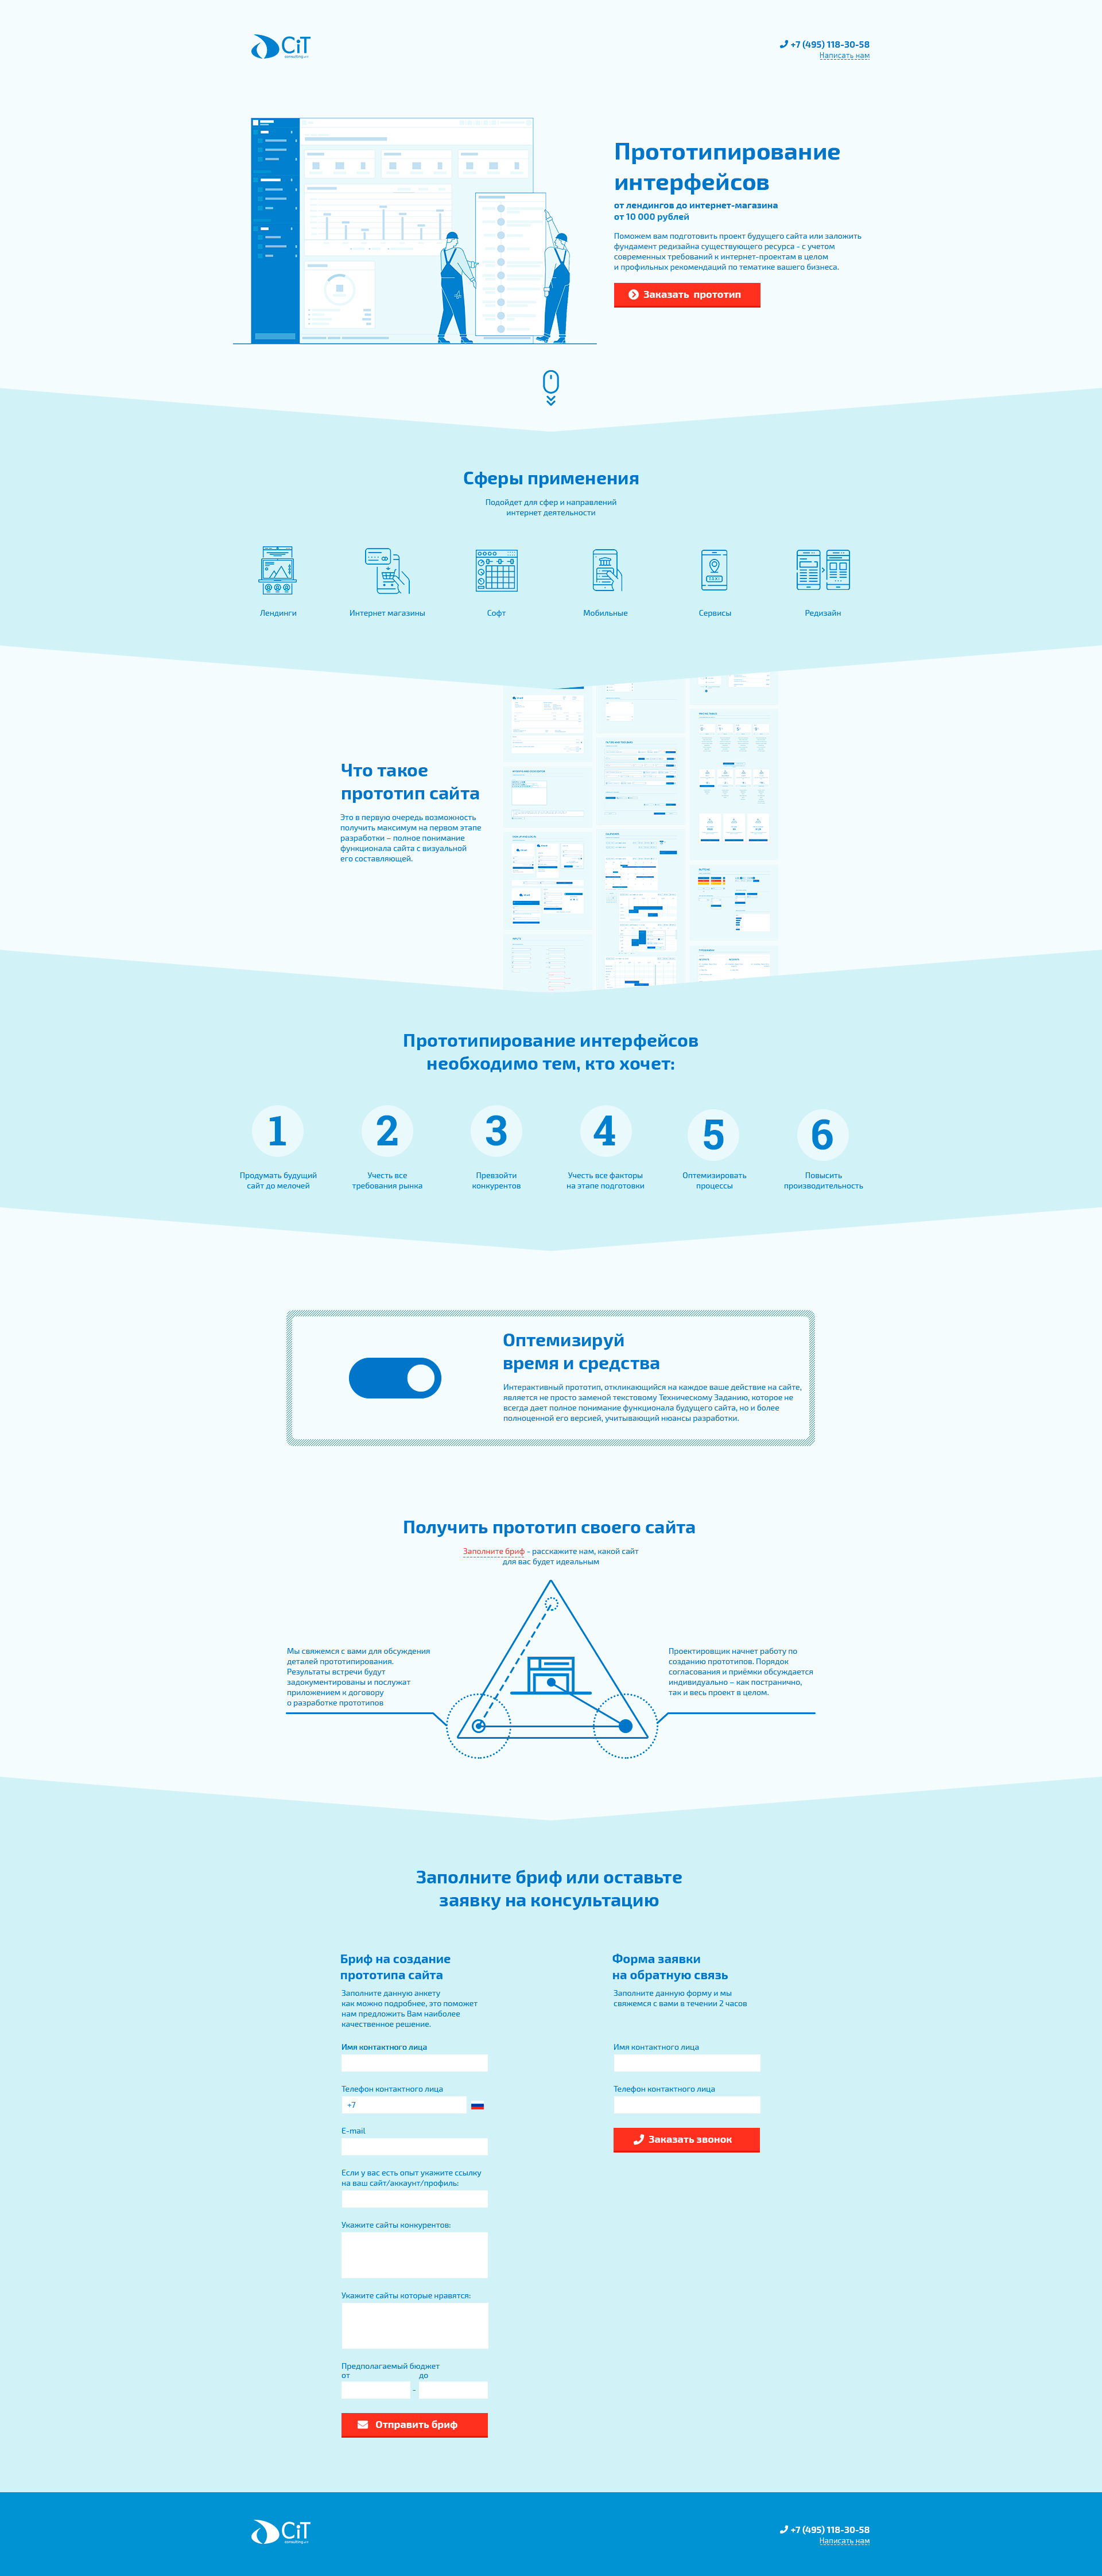 CiT
consulting
+7 (495) 118-30-58
Написать нам
Прототипирование
интерфейсов
от лендингов до интернет-магазина
от 10 000 рублей
Поможем вам подготовить проект будущего сайта или заложить
фундамент редизайна существующего ресурса - с учетом
современных требований к интернет-проектам в целом
и профильных рекомендаций по тематике вашего бизнеса.
Заказать прототип
Сферы применения
Подойдет для сфер и направлений
интернет деятельности
Лендинги
Интернет магазины
Софт
Мобильные
Сервисы
Редизайн
Что такое
прототип сайта
Это в первую очередь возможность
получить максимум на первом этапе
разработки – полное понимание
функционала сайта с визуальной
его составляющей.
Прототипирование интерфейсов
необходимо тем, кто хочет:
1
2
3
4
5
6
Продумать будущий
сайт до мелочей
Учесть все
требования рынка
Превзойти
конкурентов
Учесть все факторы
на этапе подготовки
Оптемизировать
процессы
Повысить
производительность
Оптемизируй
время и средства
Интерактивный прототип, откликающийся на каждое ваше действие на сайте,
является не просто заменой текстовому Техническому Заданию, которое не
всегда дает полное понимание функционала будущего сайта, но и более
полноценной его версией, учитывающий нюансы разработки.
Получить прототип своего сайта
Заполните бриф - расскажите нам, какой сайт
для вас будет идеальным
Мы свяжемся с вами для обсуждения
деталей прототипирования.
Результаты встречи будут
задокументированы и послужат
приложением к договору
о разработке прототипов
Проектировщик начнет работу по
созданию прототипов. Порядок
согласования и приёмки обсуждается
индивидуально – как постранично,
так и весь проект в целом.
Заполните бриф или оставьте
заявку на консультацию
Бриф на создание
прототипа сайта
Заполните данную анкету
как можно подробнее, это поможет
нам предложить Вам наиболее
качественное решение.
Имя контактного лица
Телефон контактного лица
+7
E-mail
Если у вас есть опыт укажите ссылку
на ваш сайт/аккаунт/профиль:
Укажите сайты конкурентов:
Укажите сайты которые нравятся:
Предполагаемый бюджет
от до
–
Отправить бриф
Форма заявки
на обратную связь
Заполните данную форму и мы
свяжемся с вами в течении 2 часов
Имя контактного лица
Телефон контактного лица
Заказать звонок
CiT
consulting
+7 (495) 118-30-58
Написать нам